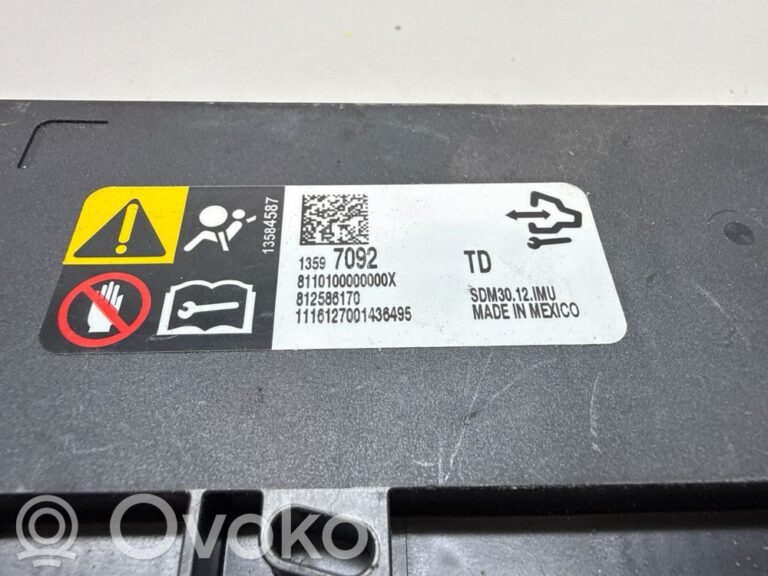 13584587
1359 7092 TD
8110100000000X
812586170
1116127001436495
SDM30.12.IMU
MADE IN MEXICO
Ovoko